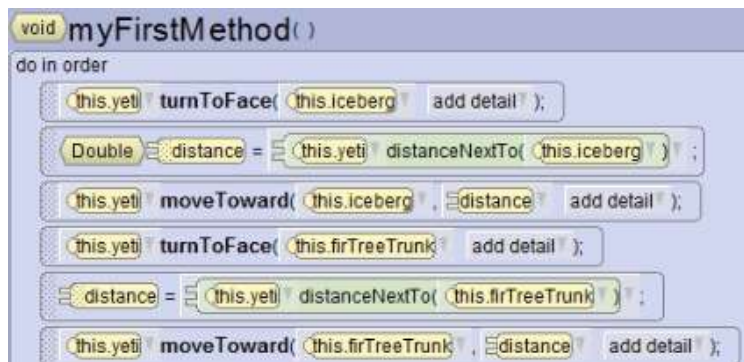 void myFirstMethod( )
do in order
this.yeti turnToFace( this.iceberg add detail );
Double distance = this.yeti distanceNextTo( this.iceberg ) ;
this.yeti moveToward( this.iceberg , distance add detail );
this.yeti turnToFace( this.firTreeTrunk add detail );
distance = this.yeti distanceNextTo( this.firTreeTrunk ) ;
this.yeti moveToward( this.firTreeTrunk , distance add detail );